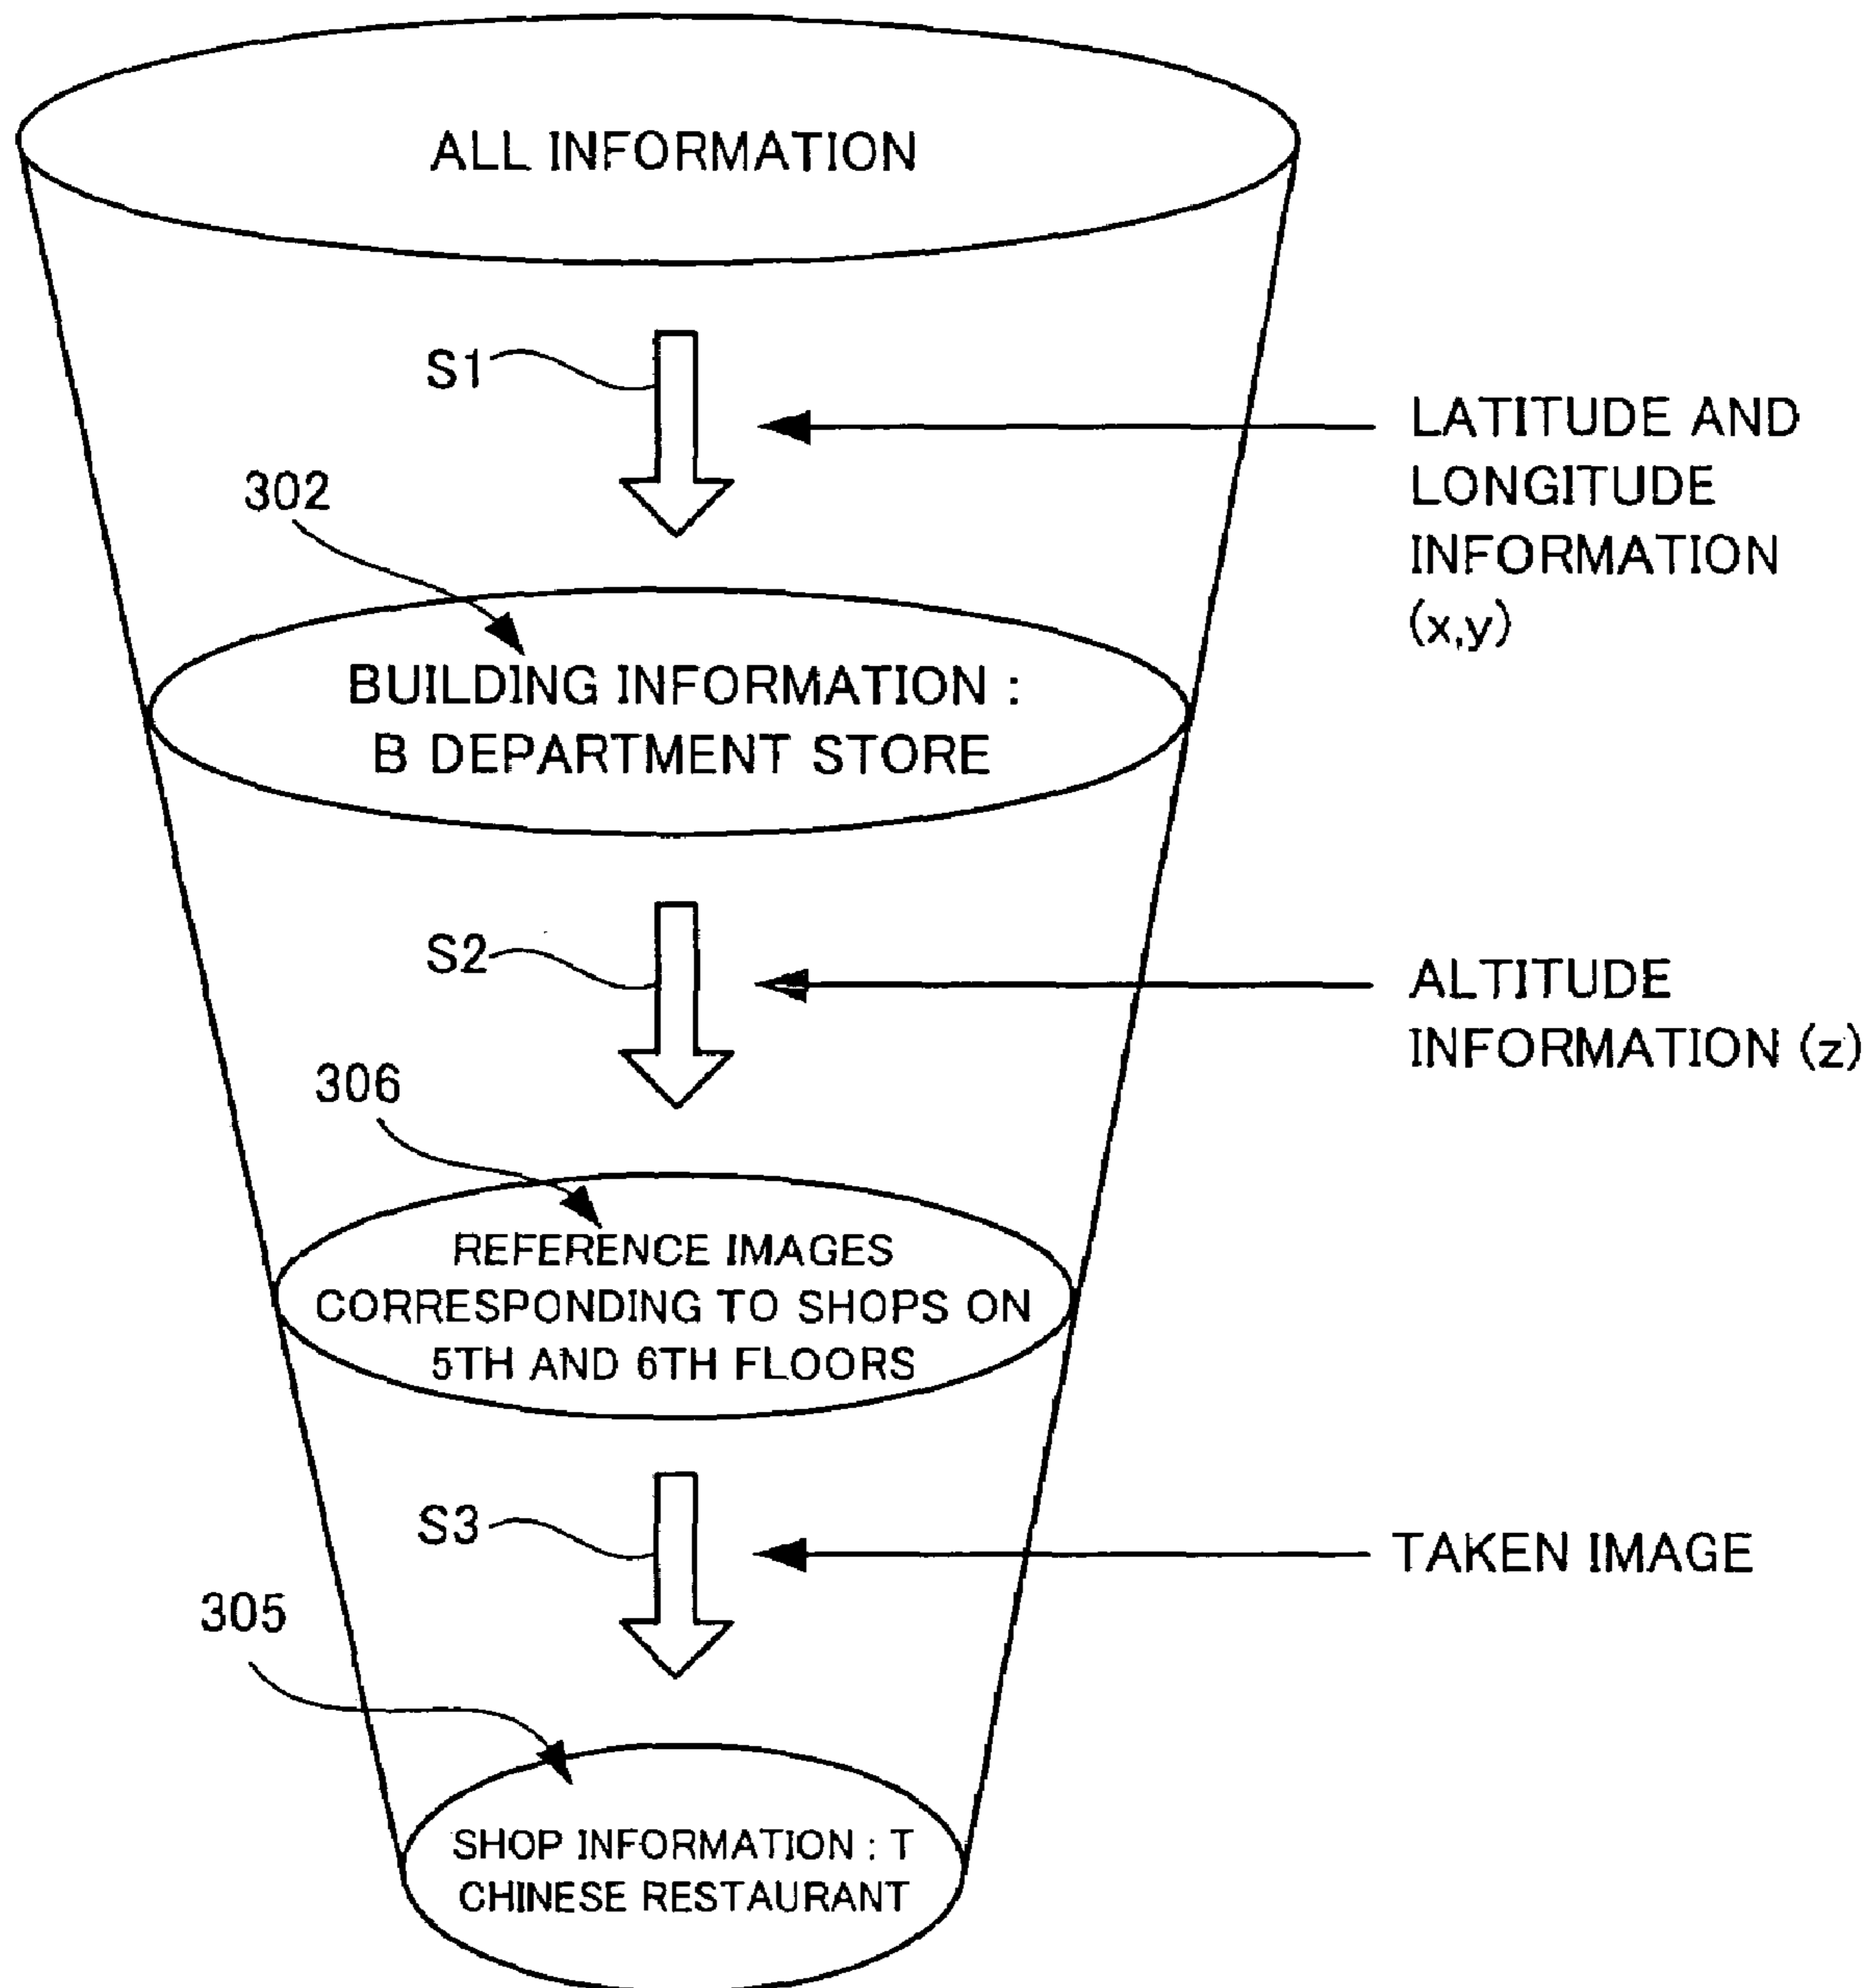 ALL INFORMATION
S1
LATITUDE AND
LONGITUDE
INFORMATION
(x,y)
302
BUILDING INFORMATION :
B DEPARTMENT STORE
S2
ALTITUDE
INFORMATION (z)
306
REFERENCE IMAGES
CORRESPONDING TO SHOPS ON
5TH AND 6TH FLOORS
S3
TAKEN IMAGE
305
SHOP INFORMATION : T
CHINESE RESTAURANT